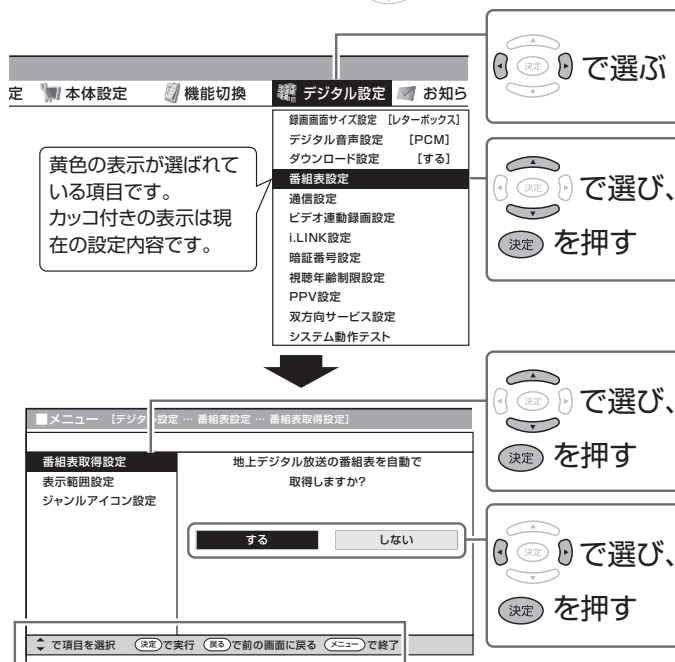 定 本体設定 機能切換 デジタル設定 お知ら
決定 で選ぶ
録画画面サイズ設定 [レターボックス]
デジタル音声設定 [PCM]
ダウンロード設定 [する]
番組表設定
通信設定
ビデオ連動録画設定
i.LINK設定
暗証番号設定
視聴年齢制限設定
PPV設定
双方向サービス設定
システム動作テスト
黄色の表示が選ばれて
いる項目です。
カッコ付きの表示は現
在の設定内容です。
決定 で選び、
決定 を押す
メニュー [デジタル設定 … 番組表設定 … 番組表取得設定]
番組表取得設定
表示範囲設定
ジャンルアイコン設定
地上デジタル放送の番組表を自動で
取得しますか?
する しない
で項目を選択 決定で実行 戻るで前の画面に戻る メニューで終了
決定 で選び、
決定 を押す
決定 で選び、
決定 を押す